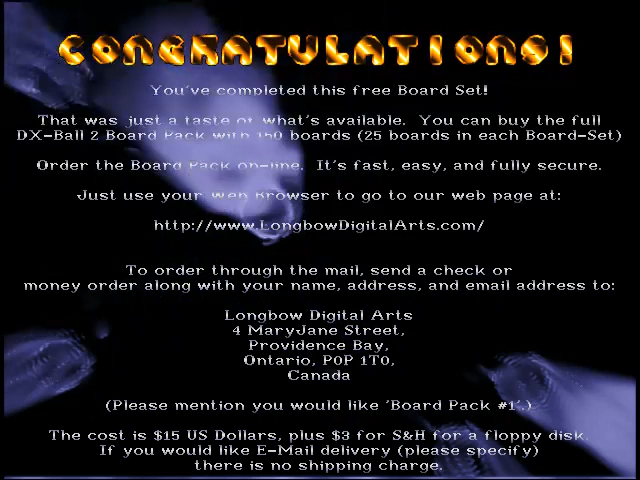 CONGRATULATIONS!
You've completed this free Board Set!
That was just a taste of what's available. You can buy the full
DX-Ball 2 Board Pack with 150 boards (25 boards in each Board-Set)
Order the Board Pack on-line. It's fast, easy, and fully secure.
Just use your Web Browser to go to our web page at:
http://www.LongbowDigitalArts.com/
To order through the mail, send a check or
money order along with your name, address, and email address to:
Longbow Digital Arts
4 MaryJane Street,
Providence Bay,
Ontario, P0P 1T0,
Canada
(Please mention you would like 'Board Pack #1'.)
The cost is $15 US Dollars, plus $3 for S&H for a floppy disk.
If you would like E-Mail delivery (please specify)
there is no shipping charge.